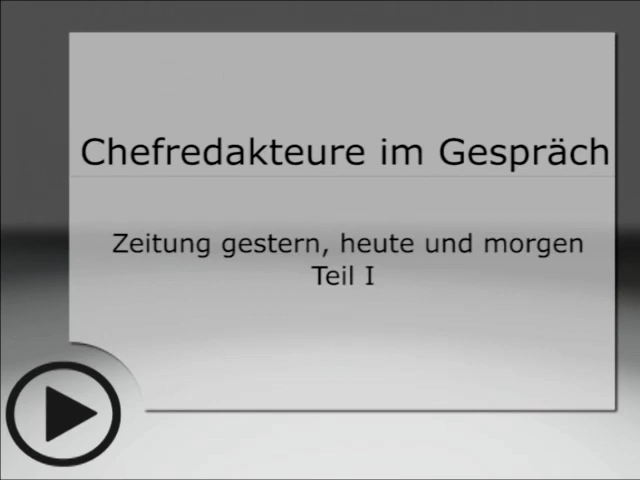 Chefredakteure im Gespräch
Zeitung gestern, heute und morgen
Teil I